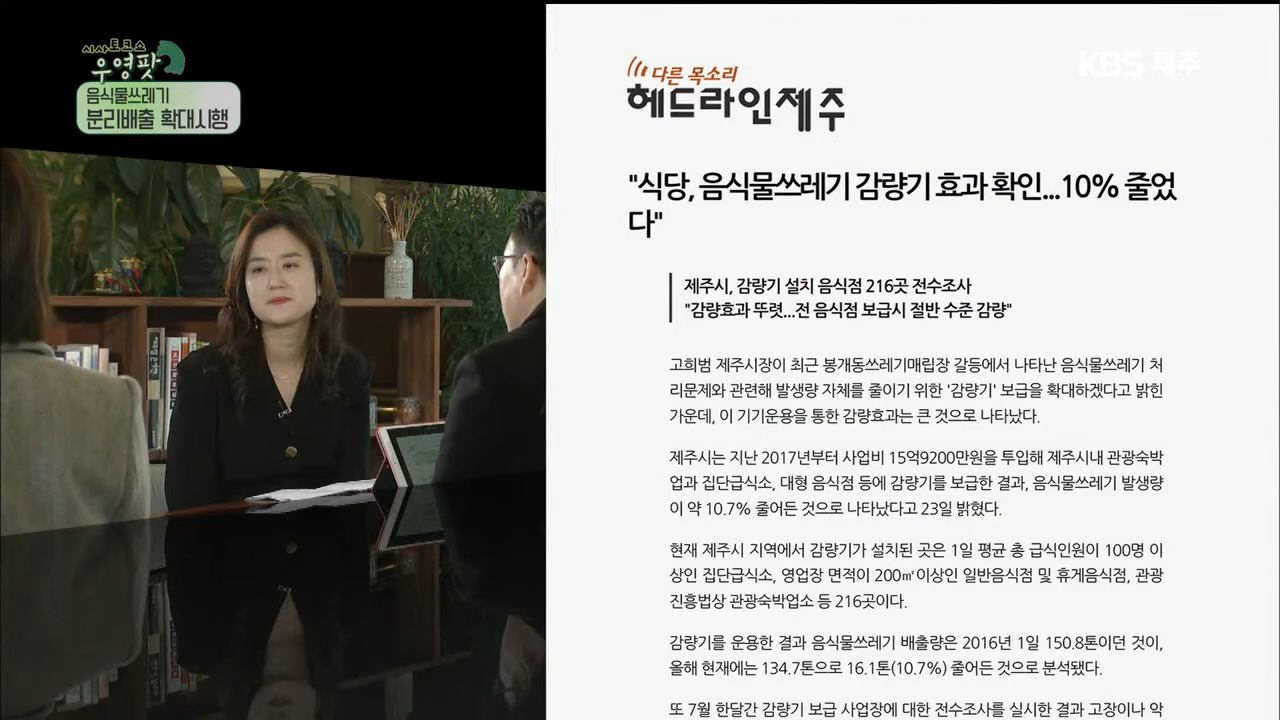 시사토크쇼
우영팟
음식물쓰레기
분리배출 확대시행
KBS 제주
다른 목소리
헤드라인제주
"식당, 음식물쓰레기 감량기 효과 확인...10% 줄었
다"
제주시, 감량기 설치 음식점 216곳 전수조사
"감량효과 뚜렷...전 음식점 보급시 절반 수준 감량"
고희범 제주시장이 최근 봉개동쓰레기매립장 갈등에서 나타난 음식물쓰레기 처
리문제와 관련해 발생량 자체를 줄이기 위한 '감량기' 보급을 확대하겠다고 밝힌
가운데, 이 기기운용을 통한 감량효과는 큰 것으로 나타났다.
제주시는 지난 2017년부터 사업비 15억9200만원을 투입해 제주시내 관광숙박
업과 집단급식소, 대형 음식점 등에 감량기를 보급한 결과, 음식물쓰레기 발생량
이 약 10.7% 줄어든 것으로 나타났다고 23일 밝혔다.
현재 제주시 지역에서 감량기가 설치된 곳은 1일 평균 총 급식인원이 100명 이
상인 집단급식소, 영업장 면적이 200㎡이상인 일반음식점 및 휴게음식점, 관광
진흥법상 관광숙박업소 등 216곳이다.
감량기를 운용한 결과 음식물쓰레기 배출량은 2016년 1일 150.8톤이던 것이,
올해 현재에는 134.7톤으로 16.1톤(10.7%) 줄어든 것으로 분석됐다.
또 7월 한달간 감량기 보급 사업장에 대한 전수조사를 실시한 결과 고장이나 악